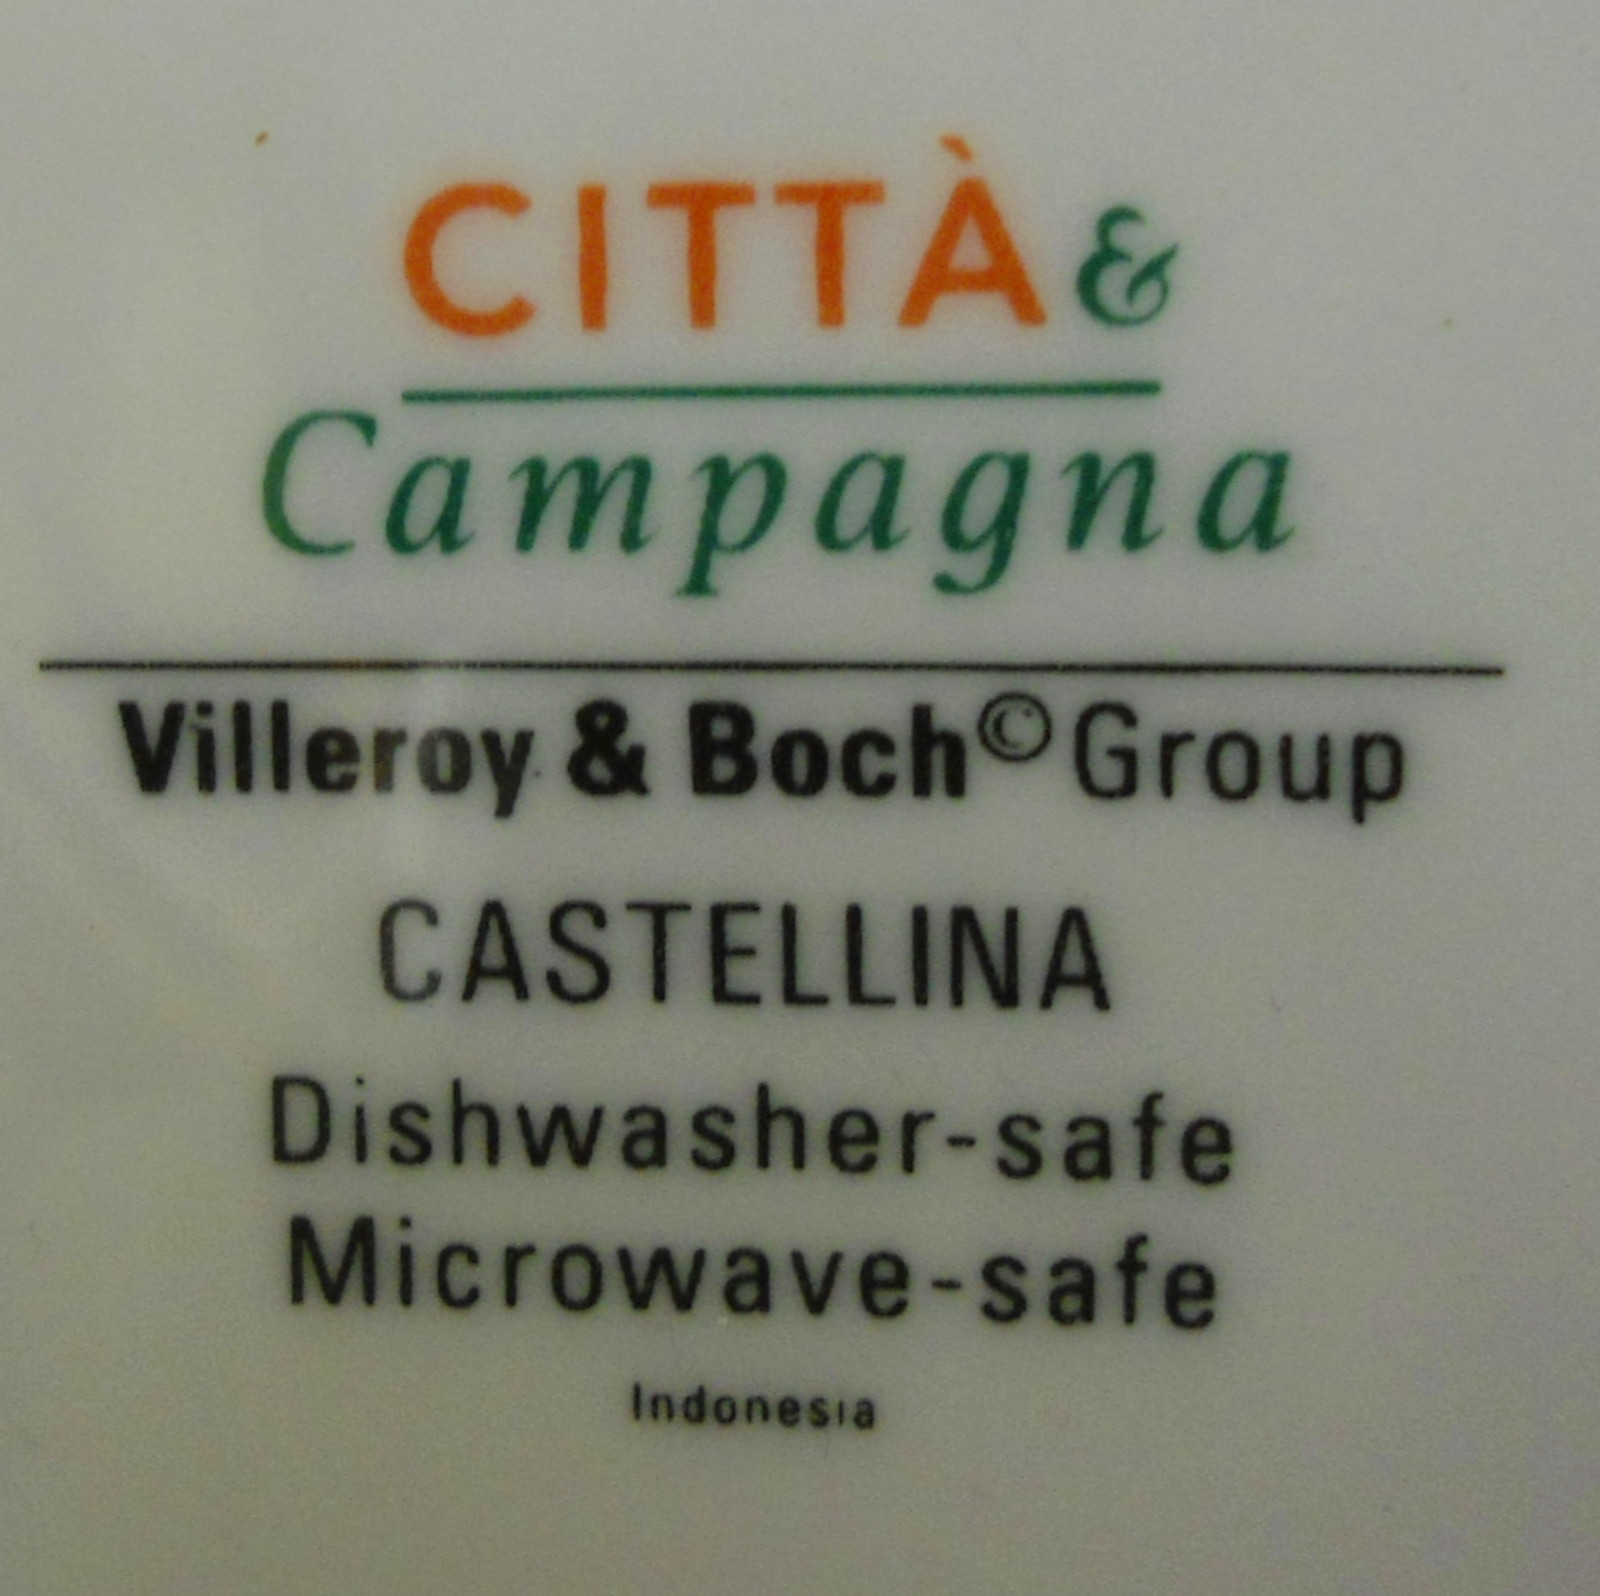 CITTÀ &
Campagna
Villeroy & Boch © Group
CASTELLINA
Dishwasher-safe
Microwave-safe
Indonesia